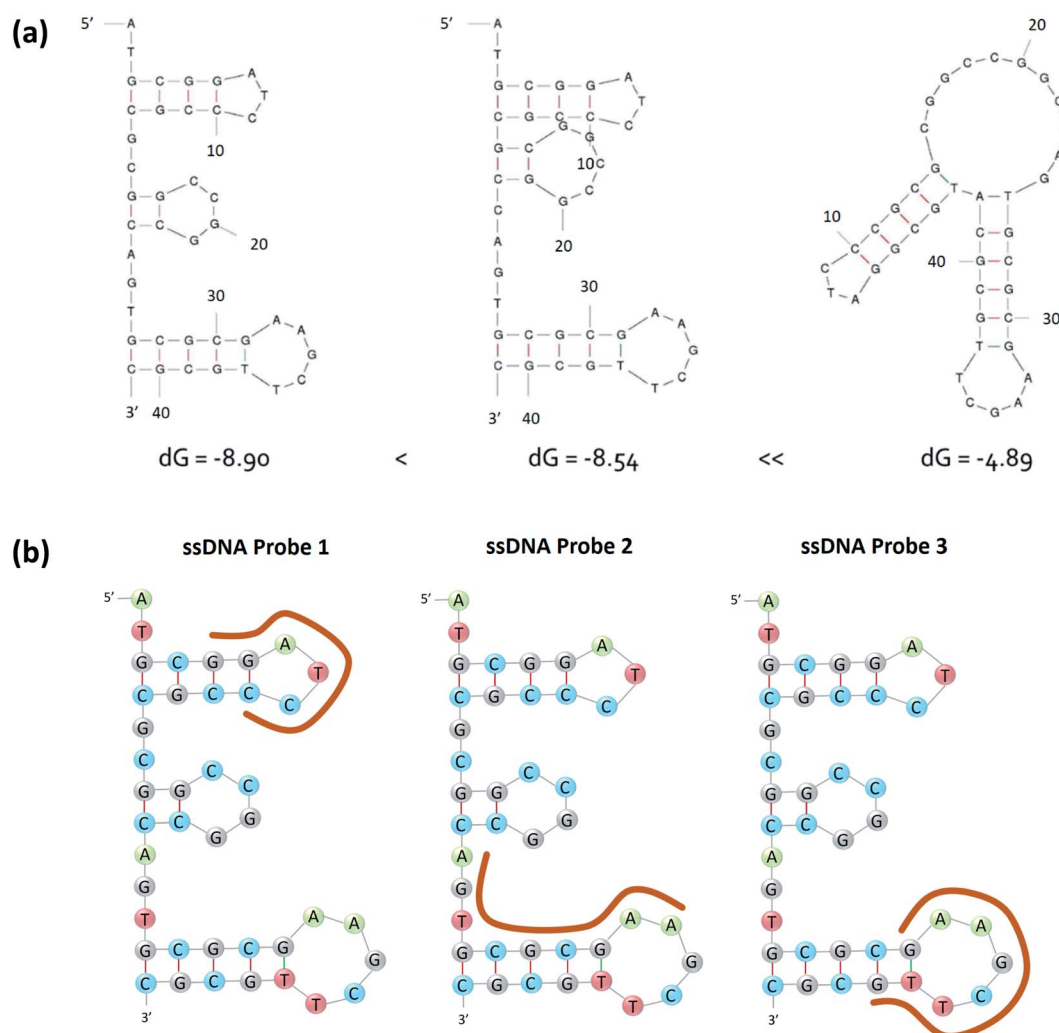 (a)
5’ A
T
G C G G A
T
C G C C C
10
G
C
G G C C
G 20
C C G
A
G
T
30
G C G C G A A
G
C G C G T T C
3’ 40
dG = -8.90
<
5’ A
T
G C G G A
T
C G C C C
G
G
G C G
10 C
C G G C
20
A
G
T
30
G C G C G A A
G
C G C G T T C
3’ 40
dG = -8.54
<<
20
10
40
30
dG = -4.89
(b)
ssDNA Probe 1
5’ A
T
G C G G A
T
C G C C C
G
C
G G C C
G
C C G
A
G
T
G C G C G A A
G
C G C G T T C
3’
ssDNA Probe 2
5’ A
T
G C G G A
T
C G C C C
G
C
G G C C
G
C C G
A
G
T
G C G C G A A
G
C G C G T T C
3’
ssDNA Probe 3
5’ A
T
G C G G A
T
C G C C C
G
C
G G C C
G
C C G
A
G
T
G C G C G A A
G
C G C G T T C
3’